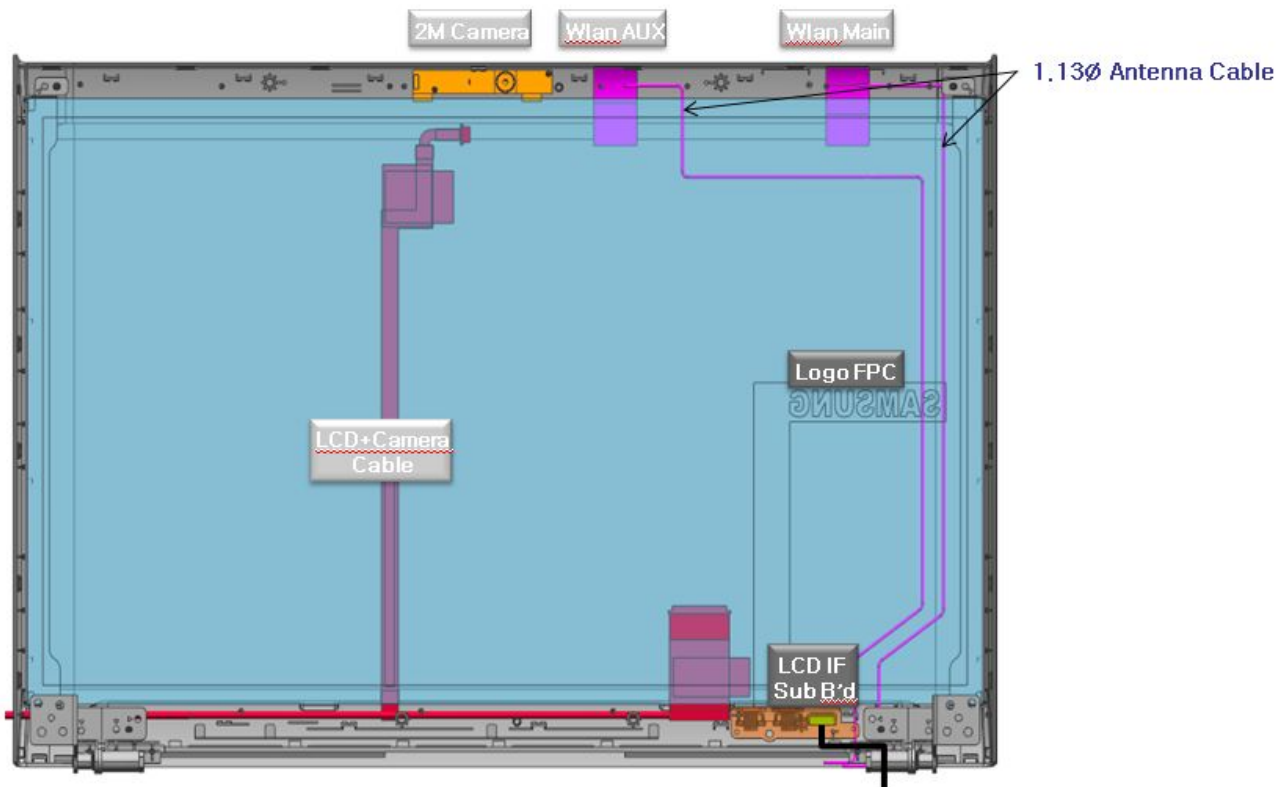 2M Camera
Wlan AUX
Wlan Main
1.13Ø Antenna Cable
Logo FPC
SAMSUNG
LCD+Camera
Cable
LCD IF
Sub B'd